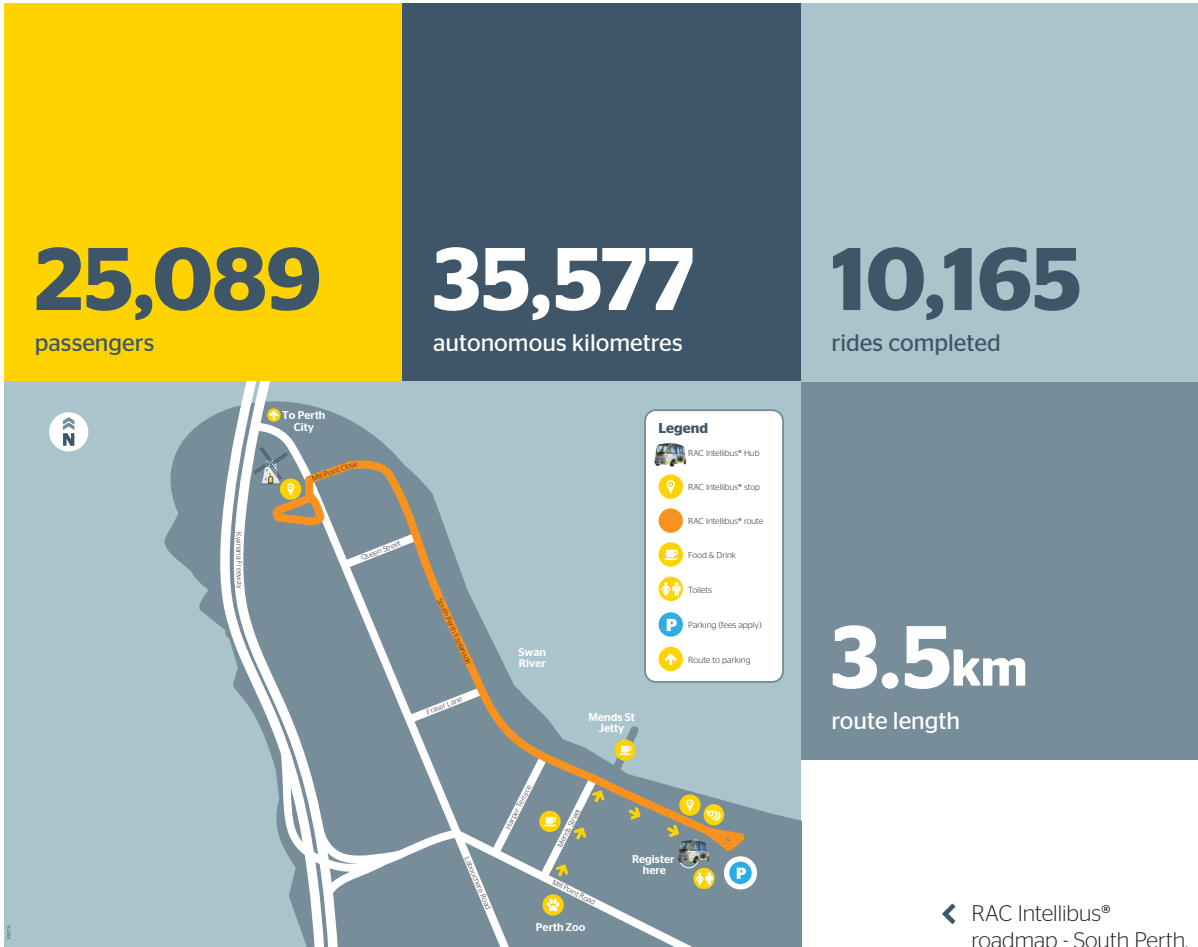 25,089
passengers
35,577
autonomous kilometres
10,165
rides completed
N
To Perth
City
Mill Point Close
Kwinana Freeway
Queen Street
South Perth Esplanade
Fraser Lane
Swan
River
Mends St
Jetty
Harper Terrace
Mends Street
Register
here
P
Mill Point Road
Labouchere Road
Perth Zoo
Legend
RAC Intellibus® Hub
RAC Intellibus® stop
RAC Intellibus® route
Food & Drink
Toilets
P Parking (fees apply)
Route to parking
3.5km
route length
RAC Intellibus®
roadmap - South Perth